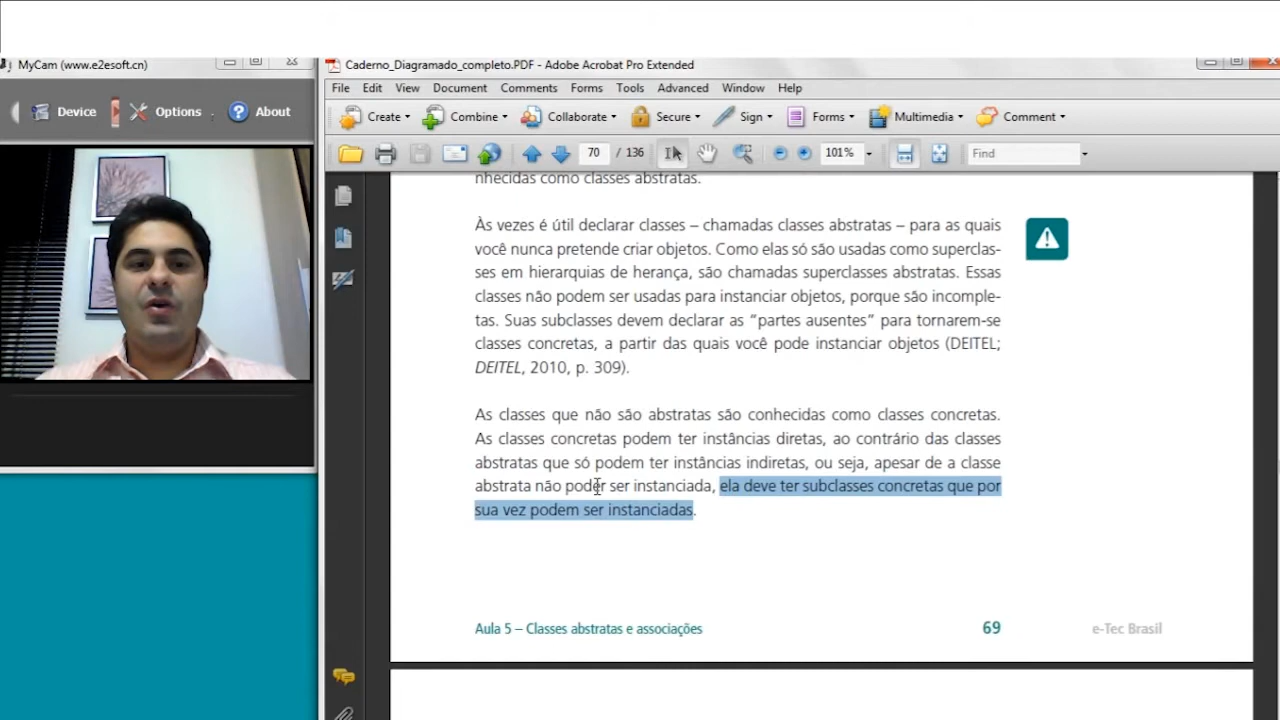 MyCam (www.e2esoft.cn)
Device
Options
About
Caderno_Diagramado_completo.PDF - Adobe Acrobat Pro Extended
File Edit View Document Comments Forms Tools Advanced Window Help
Create Combine Collaborate Secure Sign Forms Multimedia Comment
70 / 136 101% Find
nhecidas como classes abstratas.
Às vezes é útil declarar classes – chamadas classes abstratas – para as quais
você nunca pretende criar objetos. Como elas só são usadas como superclas-
ses em hierarquias de herança, são chamadas superclasses abstratas. Essas
classes não podem ser usadas para instanciar objetos, porque são incomple-
tas. Suas subclasses devem declarar as “partes ausentes” para tornarem-se
classes concretas, a partir das quais você pode instanciar objetos (DEITEL;
DEITEL, 2010, p. 309).
As classes que não são abstratas são conhecidas como classes concretas.
As classes concretas podem ter instâncias diretas, ao contrário das classes
abstratas que só podem ter instâncias indiretas, ou seja, apesar de a classe
abstrata não poder ser instanciada, ela deve ter subclasses concretas que por
sua vez podem ser instanciadas.
Aula 5 – Classes abstratas e associações
69
e-Tec Brasil